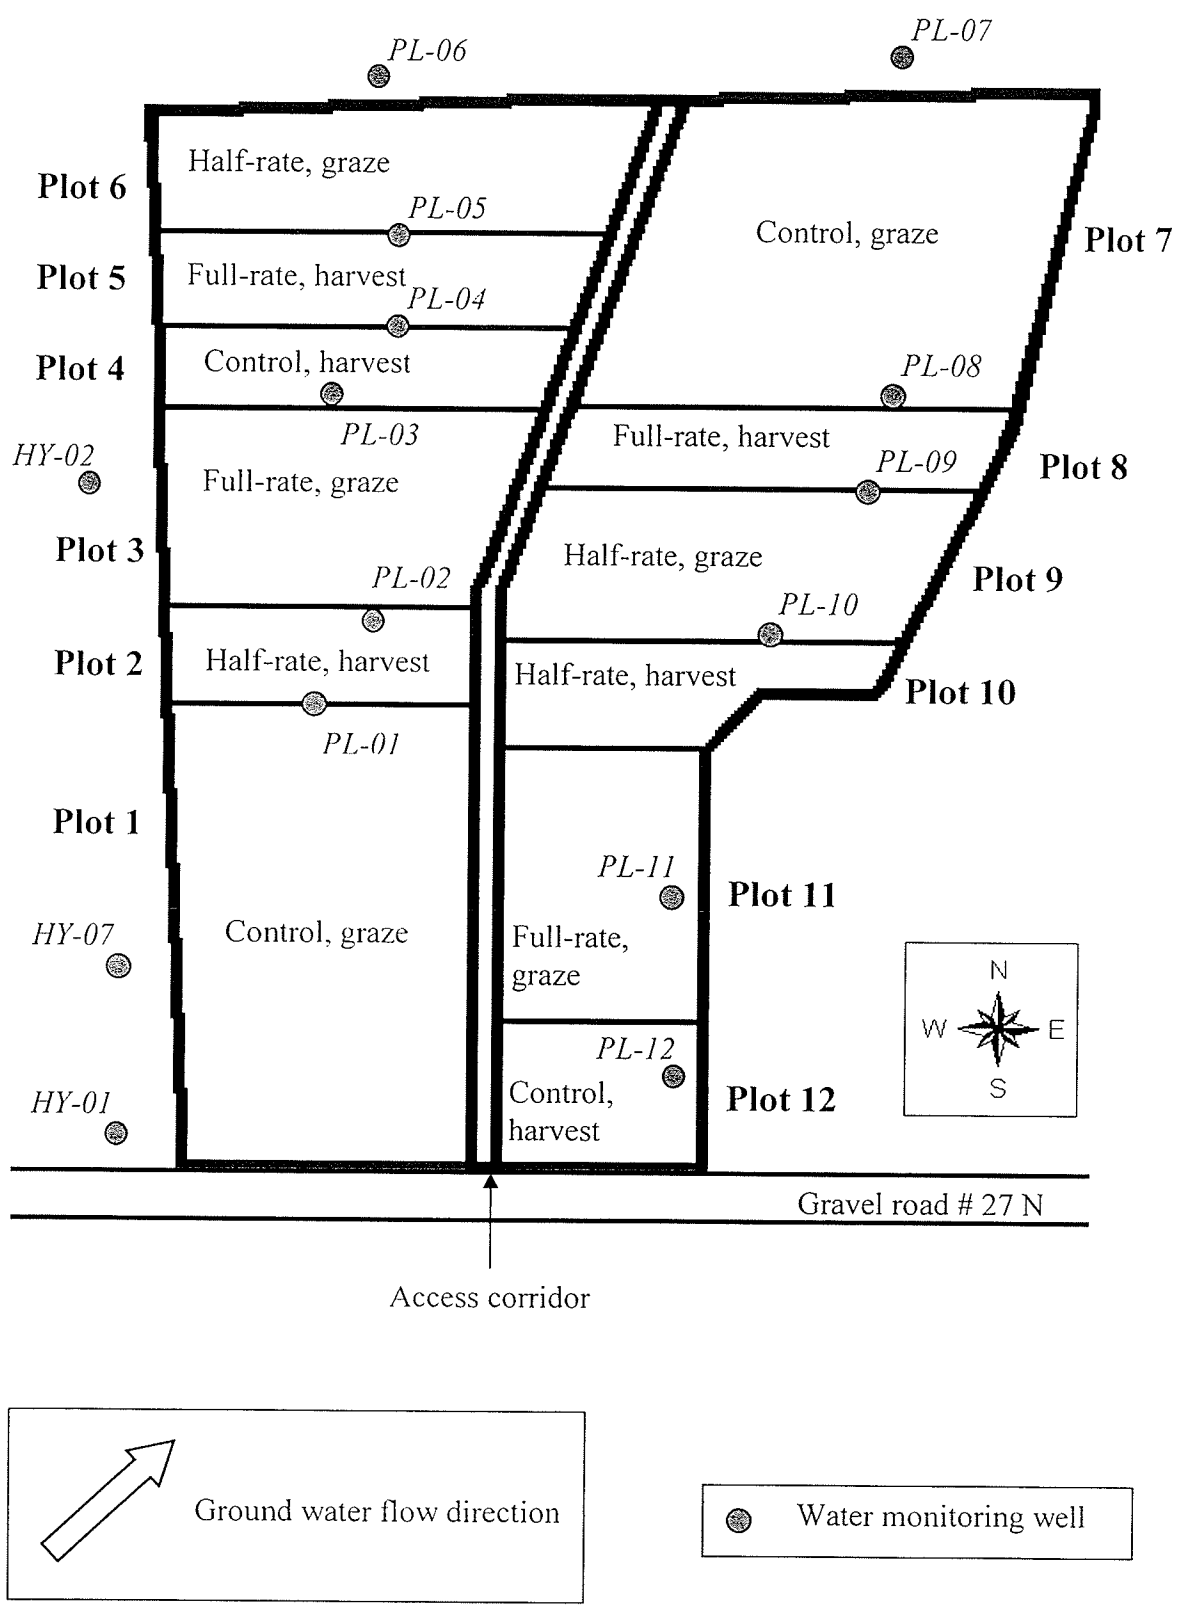 PL-06
PL-07
Half-rate, graze
Plot 6
PL-05
Control, graze
Plot 7
Full-rate, harvest
Plot 5
PL-04
Control, harvest
Plot 4
PL-08
PL-03
Full-rate, harvest
HY-02
PL-09
Plot 8
Full-rate, graze
Plot 3
Half-rate, graze
PL-02
Plot 9
PL-10
Plot 2
Half-rate, harvest
Half-rate, harvest
Plot 10
PL-01
Plot 1
PL-11
Plot 11
HY-07
Control, graze
Full-rate,
graze
N
W E
S
PL-12
HY-01
Control,
harvest
Plot 12
Gravel road # 27 N
Access corridor
Ground water flow direction
Water monitoring well